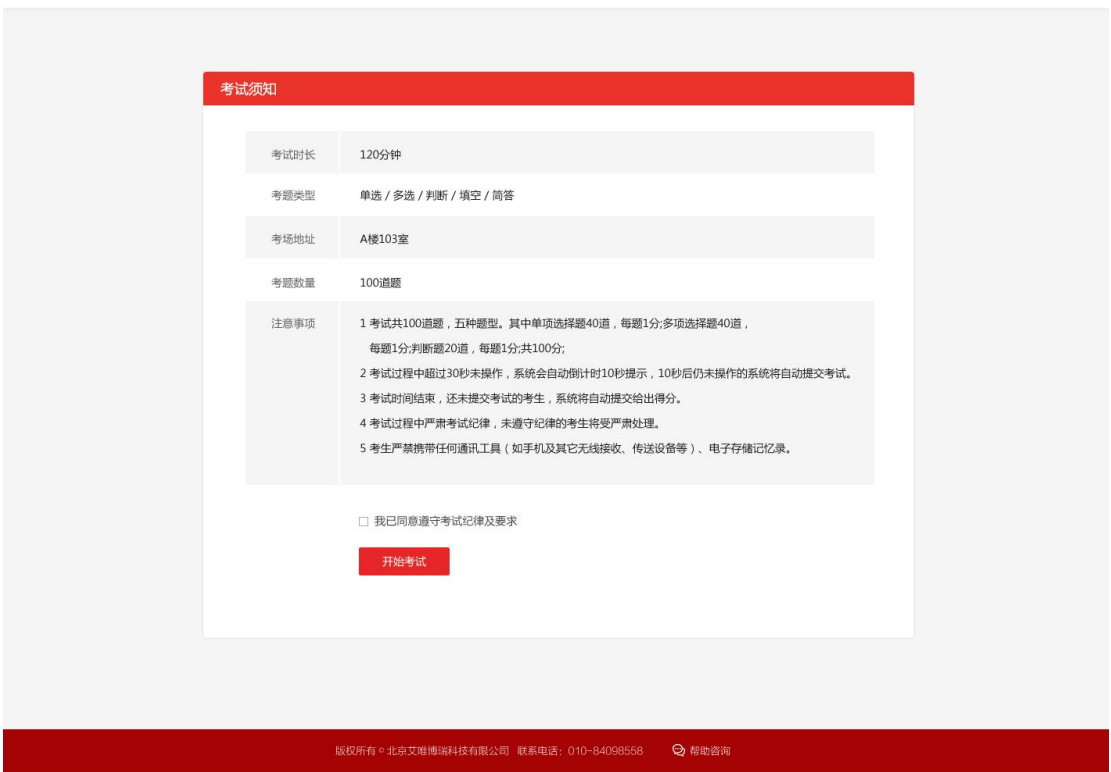 考试须知
考试时长 120分钟
考题类型 单选 / 多选 / 判断 / 填空 / 简答
考场地址 A楼103室
考题数量 100道题
注意事项 1 考试共100道题，五种题型。其中单项选择题40道，每题1分;多项选择题40道，
每题1分;判断题20道，每题1分;共100分;
2 考试过程中超过30秒未操作，系统会自动倒计时10秒提示，10秒后仍未操作的系统将自动提交考试。
3 考试时间结束，还未提交考试的考生，系统将自动提交给出得分。
4 考试过程中严肃考试纪律，未遵守纪律的考生将受严肃处理。
5 考生严禁携带任何通讯工具（如手机及其它无线接收、传送设备等）、电子存储记忆录。
我已同意遵守考试纪律及要求
开始考试
版权所有©北京艾唯博瑞科技有限公司 联系电话：010-84098558 帮助咨询